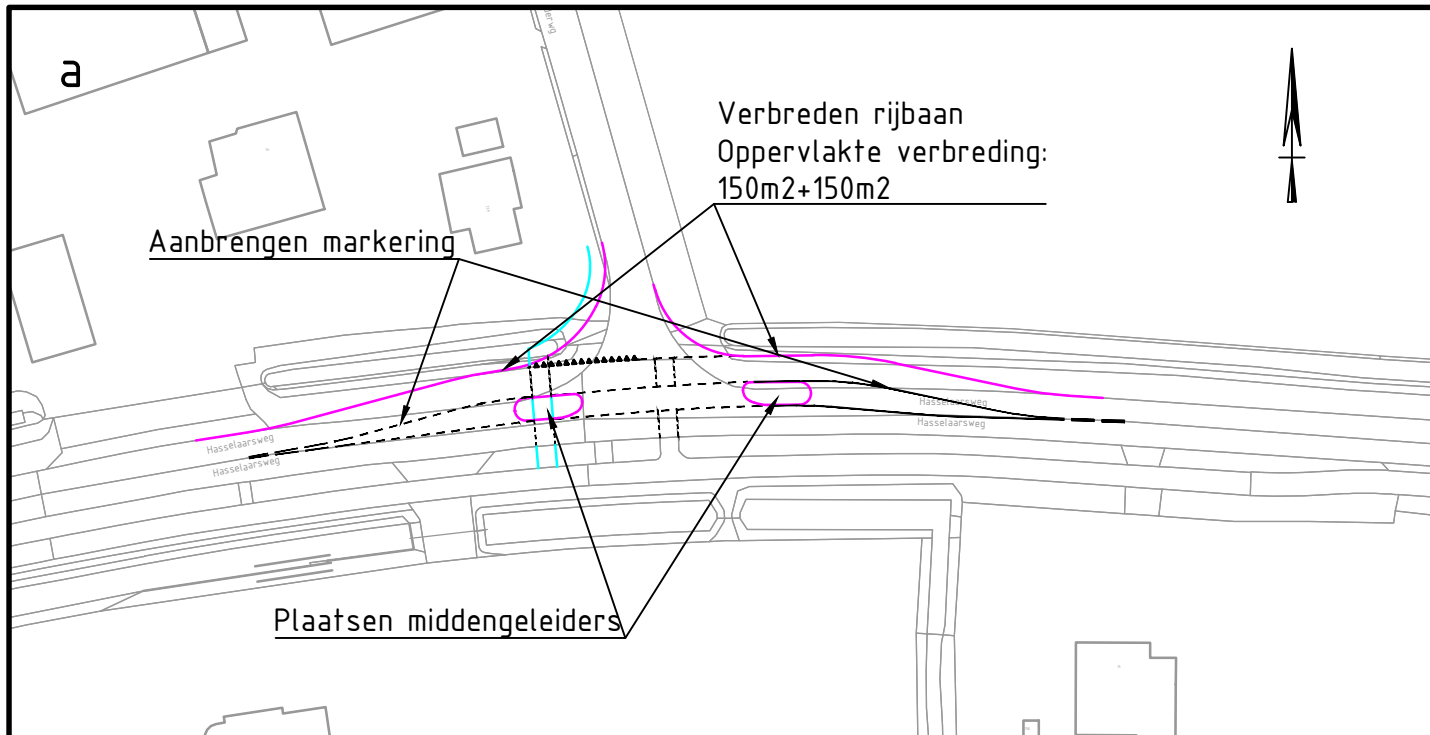 a
Verbreden rijbaan
Oppervlakte verbreding:
150m2+150m2
Aanbrengen markering
Hasselaarsweg
Hasselaarsweg
Hasselaarsweg
Hasselaarsweg
Plaatsen middengeleiders